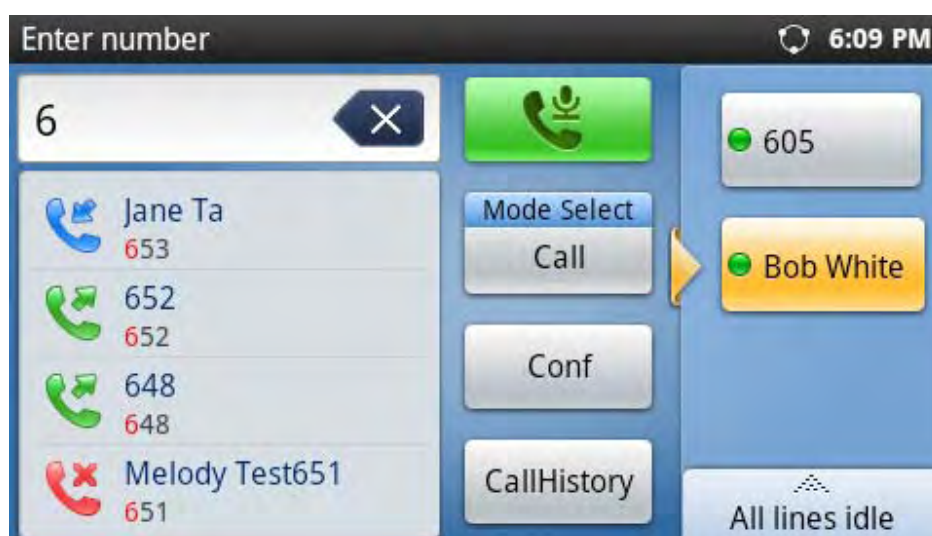 Enter number
6:09 PM
6
Jane Ta
653
652
652
648
648
Melody Test651
651
Mode Select
Call
Conf
CallHistory
605
Bob White
All lines idle